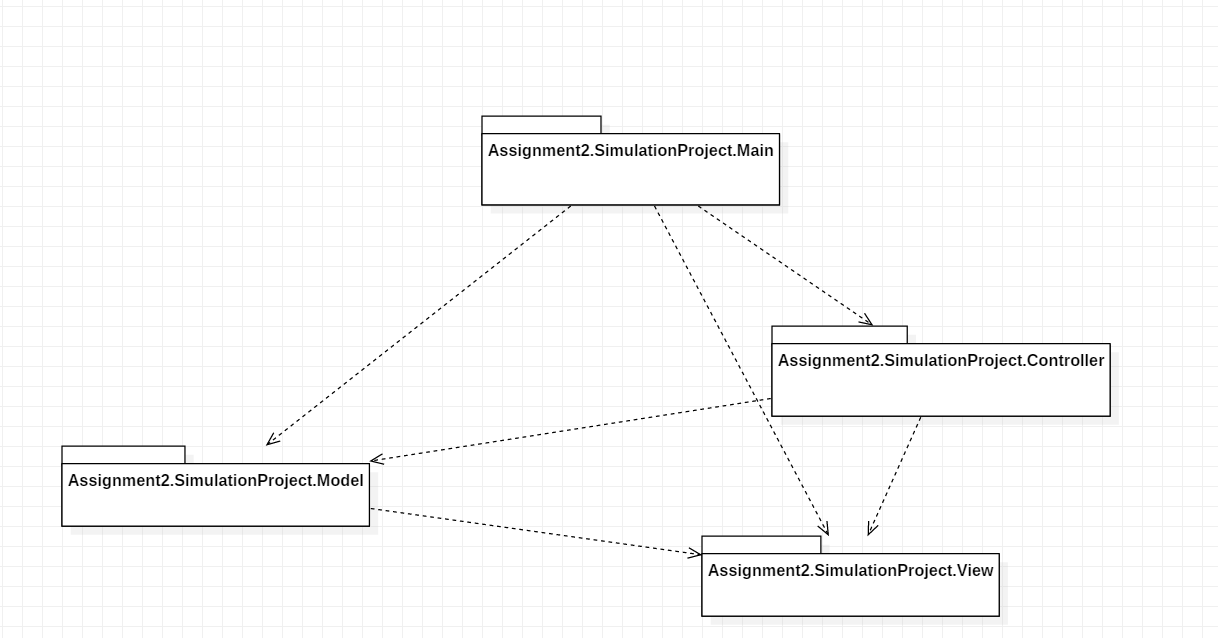 Assignment2.SimulationProject.Main
Assignment2.SimulationProject.Controller
Assignment2.SimulationProject.Model
Assignment2.SimulationProject.View